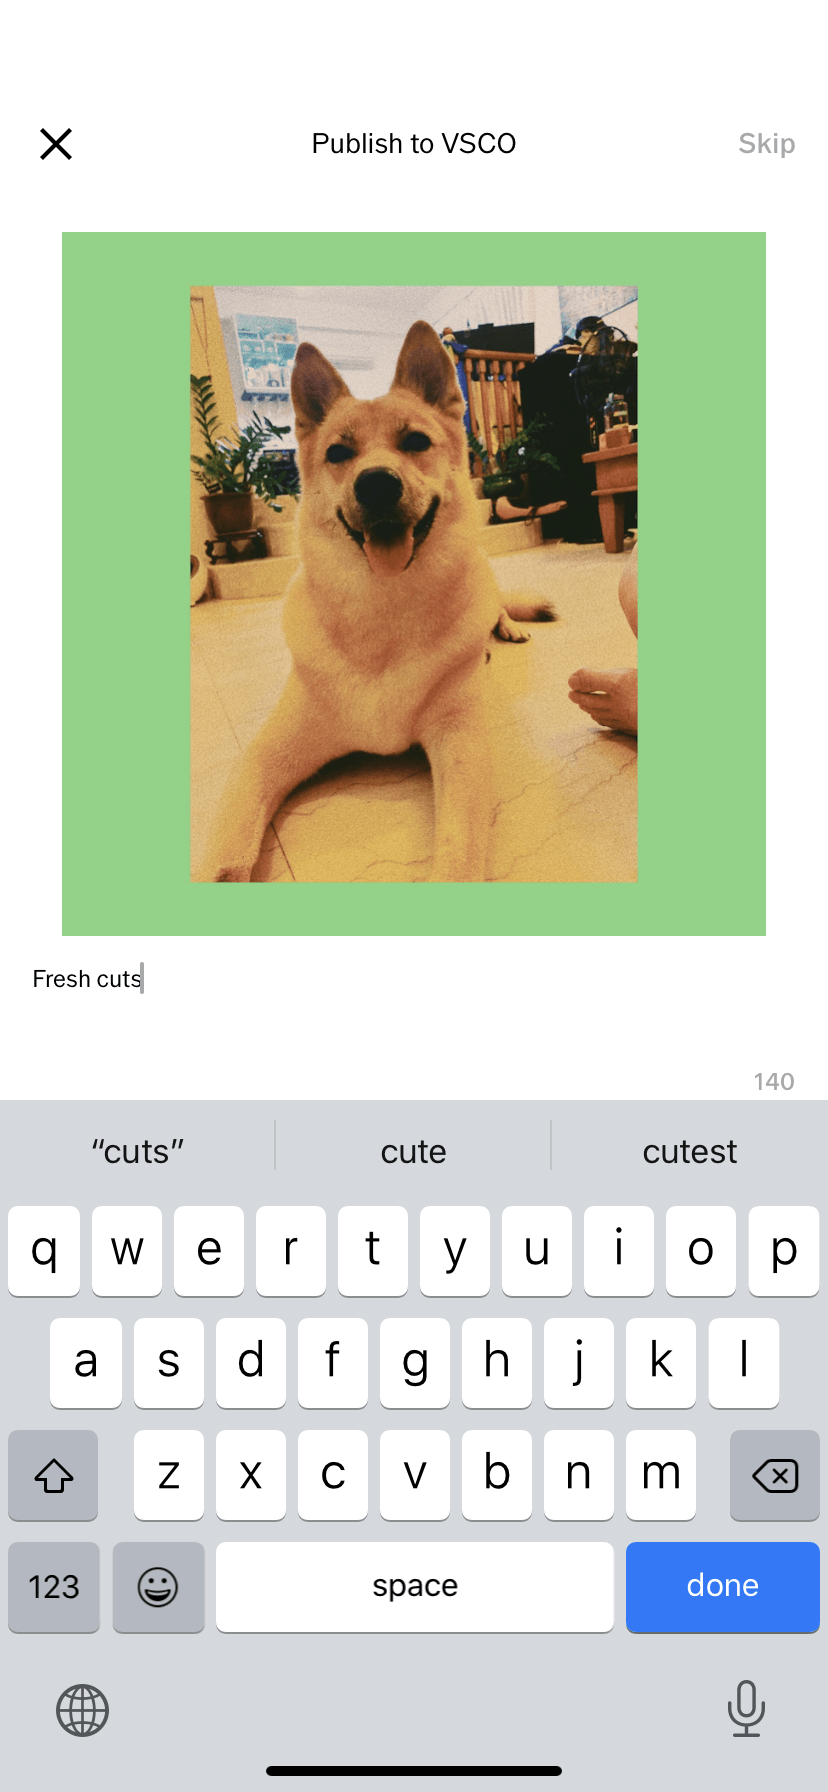 Publish to VSCO Skip
Fresh cuts
140
“cuts” cute cutest
q w e r t y u i o p
a s d f g h j k l
z x c v b n m
123 space done